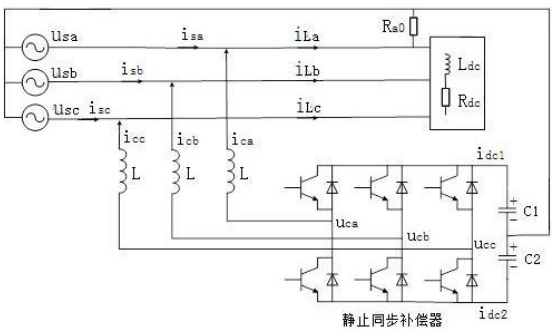 usa
isa
iLa
Ra0
usb
isb
iLb
Ldc
usc
isc
iLc
Rdc
icc
icb
ica
L
L
L
idc1
uca
ucb
ucc
+
C1
−
+
C2
−
idc2
静止同步补偿器